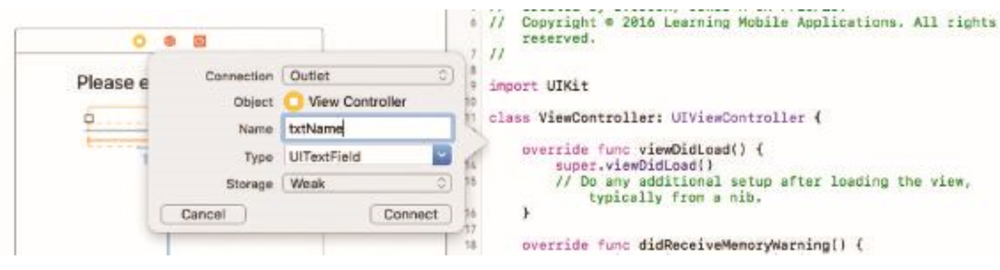 Please e
Connection Outlet
Object View Controller
Name txtName
Type UITextField
Storage Weak
Cancel Connect
6 // Copyright © 2016 Learning Mobile Applications. All rights
reserved.
7 //
8
9 import UIKit
10
11 class ViewController: UIViewController {
override func viewDidLoad() {
14 super.viewDidLoad()
15 // Do any additional setup after loading the view,
typically from a nib.
16 }
17
18 override func didReceiveMemoryWarning() {